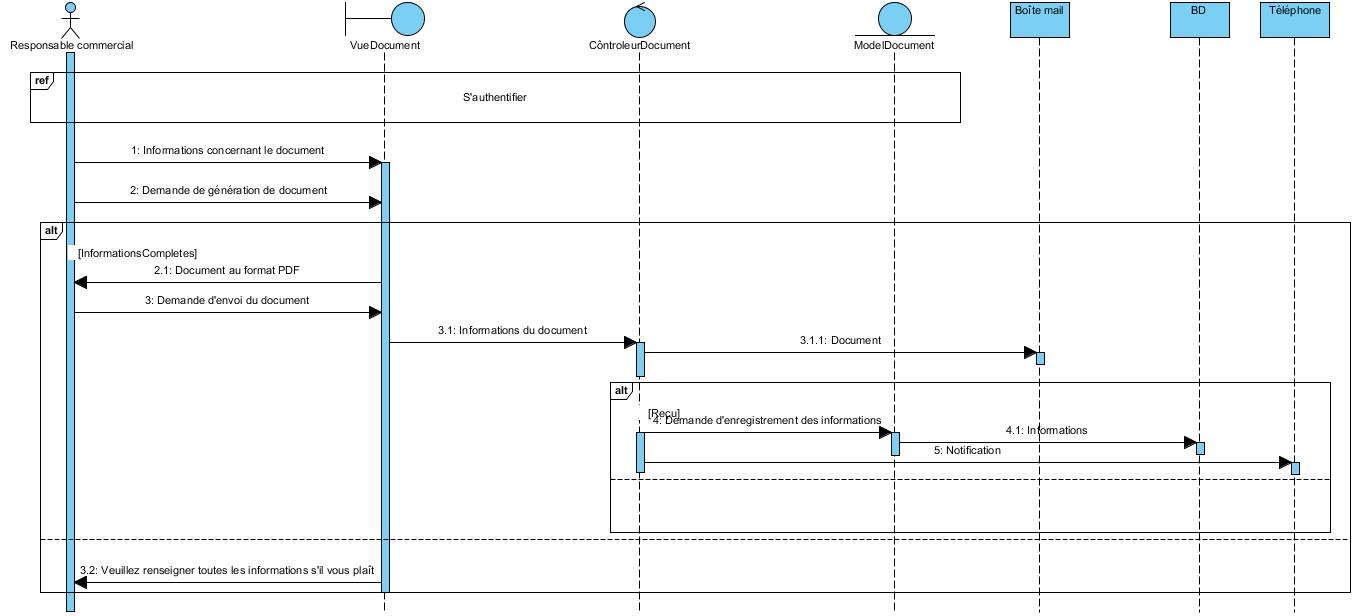 Responsable commercial
VueDocument
CôntroleurDocument
ModelDocument
Boîte mail
BD
Téléphone
ref
S'authentifier
1: Informations concernant le document
2: Demande de génération de document
alt
[InformationsCompletes]
2.1: Document au format PDF
3: Demande d'envoi du document
3.1: Informations du document
3.1.1: Document
alt
[Reçu]
4: Demande d'enregistrement des informations
4.1: Informations
5: Notification
3.2: Veuillez renseigner toutes les informations s'il vous plaît